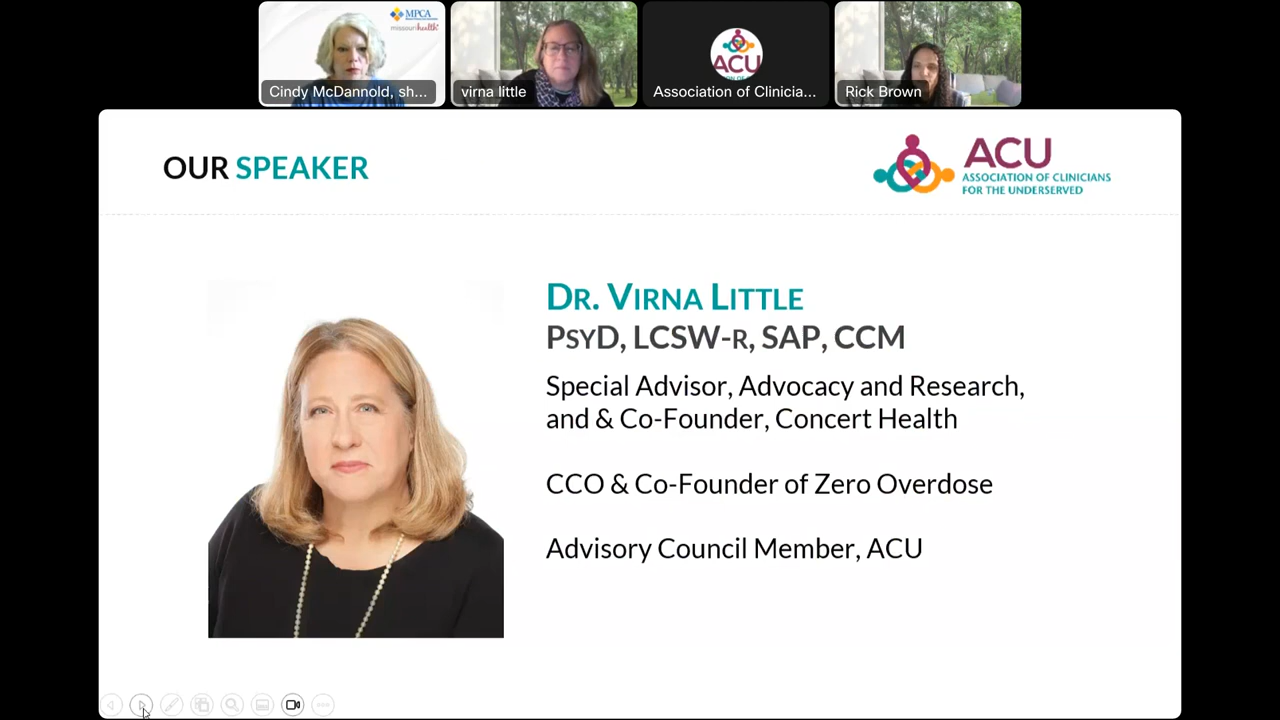 MPCA
missourihealth+
Cindy McDannold, sh...
virna little
ACU
Association of Clinicia...
Rick Brown
OUR SPEAKER
ACU
ASSOCIATION OF CLINICIANS
FOR THE UNDERSERVED
DR. VIRNA LITTLE
PSYD, LCSW-R, SAP, CCM
Special Advisor, Advocacy and Research,
and & Co-Founder, Concert Health
CCO & Co-Founder of Zero Overdose
Advisory Council Member, ACU